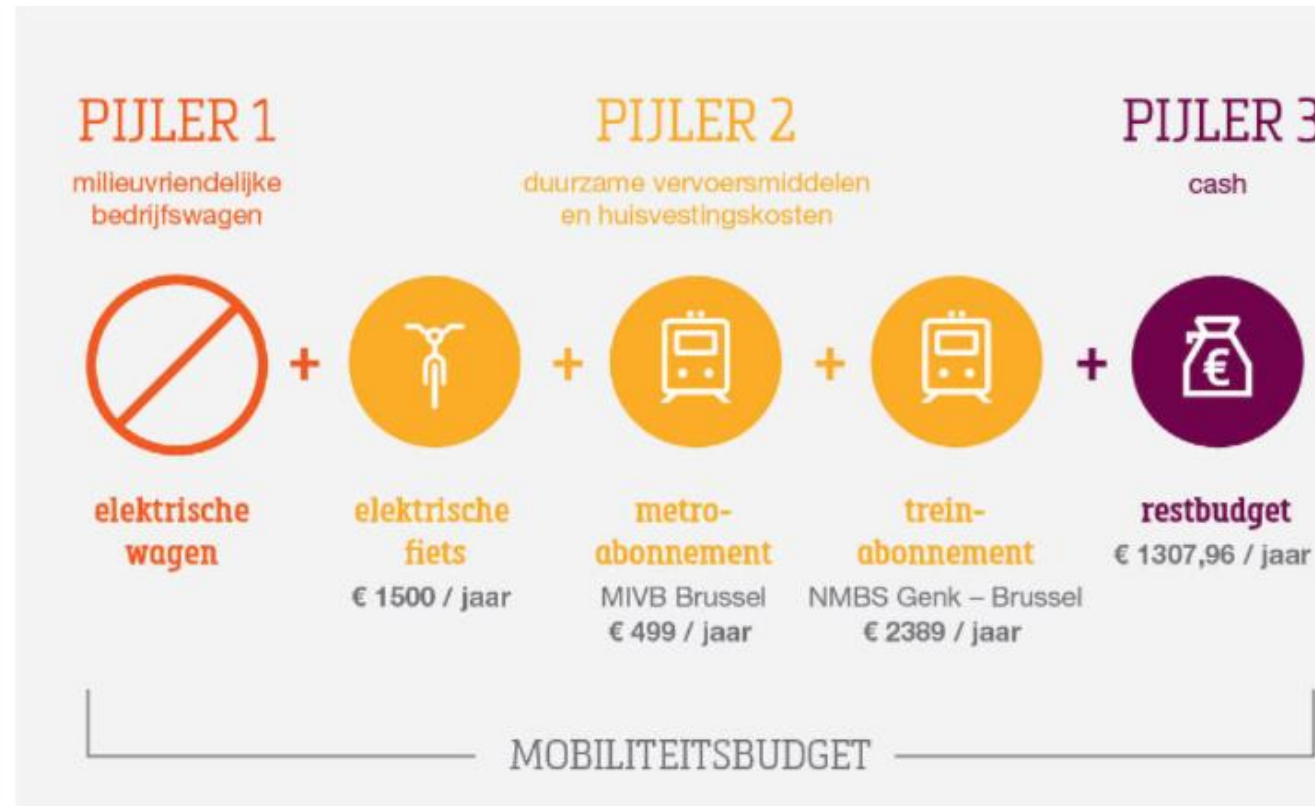 PIJLER 1
milieuvriendelijke
bedrijfswagen
PIJLER 2
duurzame vervoersmiddelen
en huisvestingskosten
PIJLER 3
cash
+
+
+
+
€
elektrische
wagen
elektrische
fiets
€ 1500 / jaar
metro-
abonnement
MIVB Brussel
€ 499 / jaar
trein-
abonnement
NMBS Genk – Brussel
€ 2389 / jaar
restbudget
€ 1307,96 / jaar
MOBILITEITSBUDGET